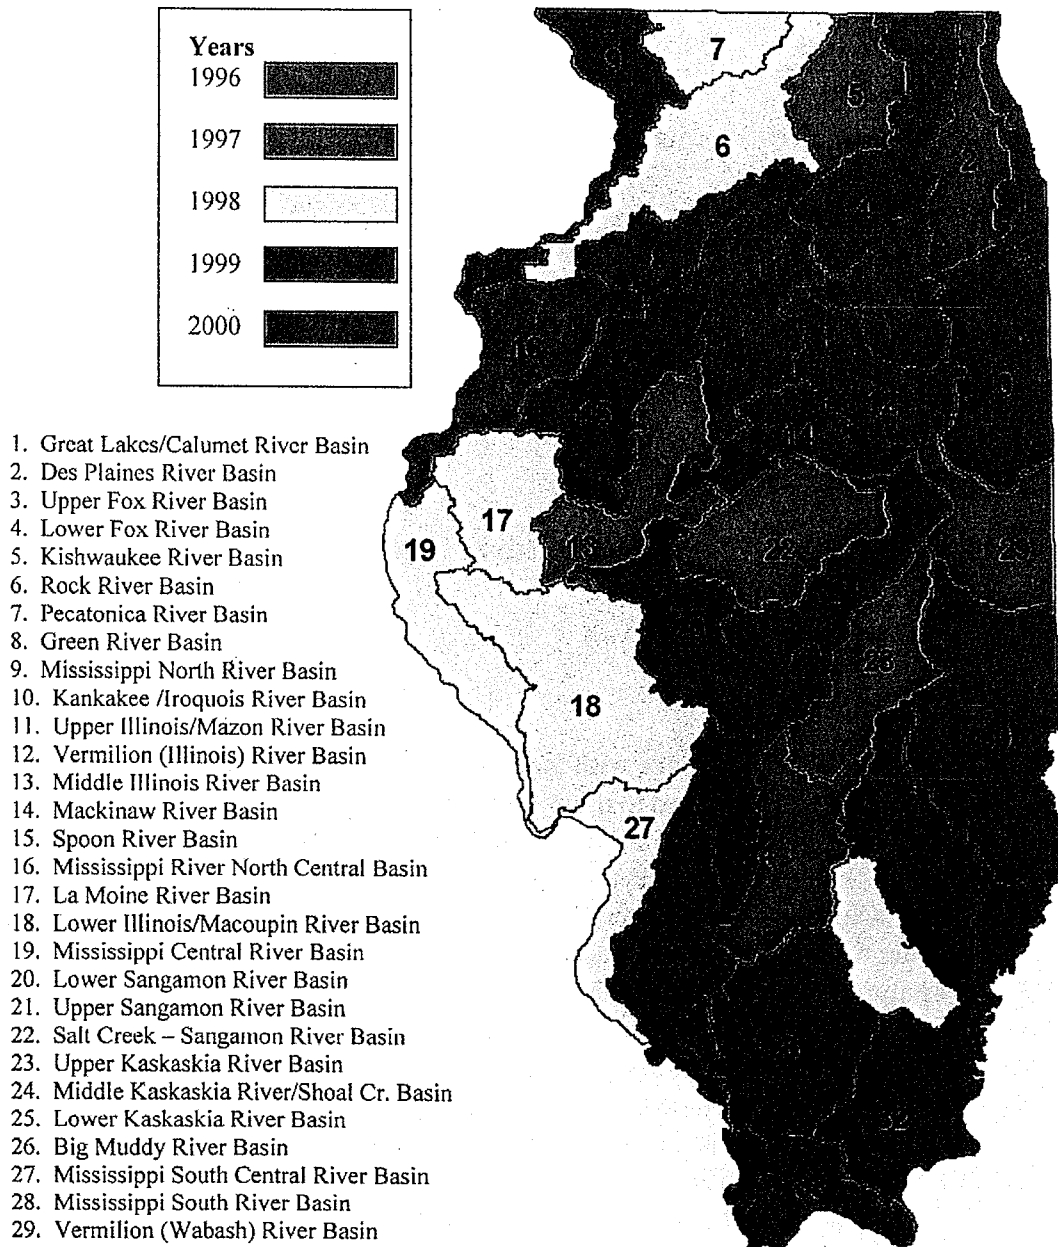 Years
1996
1997
1998
1999
2000
7
5
6
2
4
17
19
13
22
18
27
1. Great Lakes/Calumet River Basin
2. Des Plaines River Basin
3. Upper Fox River Basin
4. Lower Fox River Basin
5. Kishwaukee River Basin
6. Rock River Basin
7. Pecatonica River Basin
8. Green River Basin
9. Mississippi North River Basin
10. Kankakee /Iroquois River Basin
11. Upper Illinois/Mazon River Basin
12. Vermilion (Illinois) River Basin
13. Middle Illinois River Basin
14. Mackinaw River Basin
15. Spoon River Basin
16. Mississippi River North Central Basin
17. La Moine River Basin
18. Lower Illinois/Macoupin River Basin
19. Mississippi Central River Basin
20. Lower Sangamon River Basin
21. Upper Sangamon River Basin
22. Salt Creek – Sangamon River Basin
23. Upper Kaskaskia River Basin
24. Middle Kaskaskia River/Shoal Cr. Basin
25. Lower Kaskaskia River Basin
26. Big Muddy River Basin
27. Mississippi South Central River Basin
28. Mississippi South River Basin
29. Vermilion (Wabash) River Basin